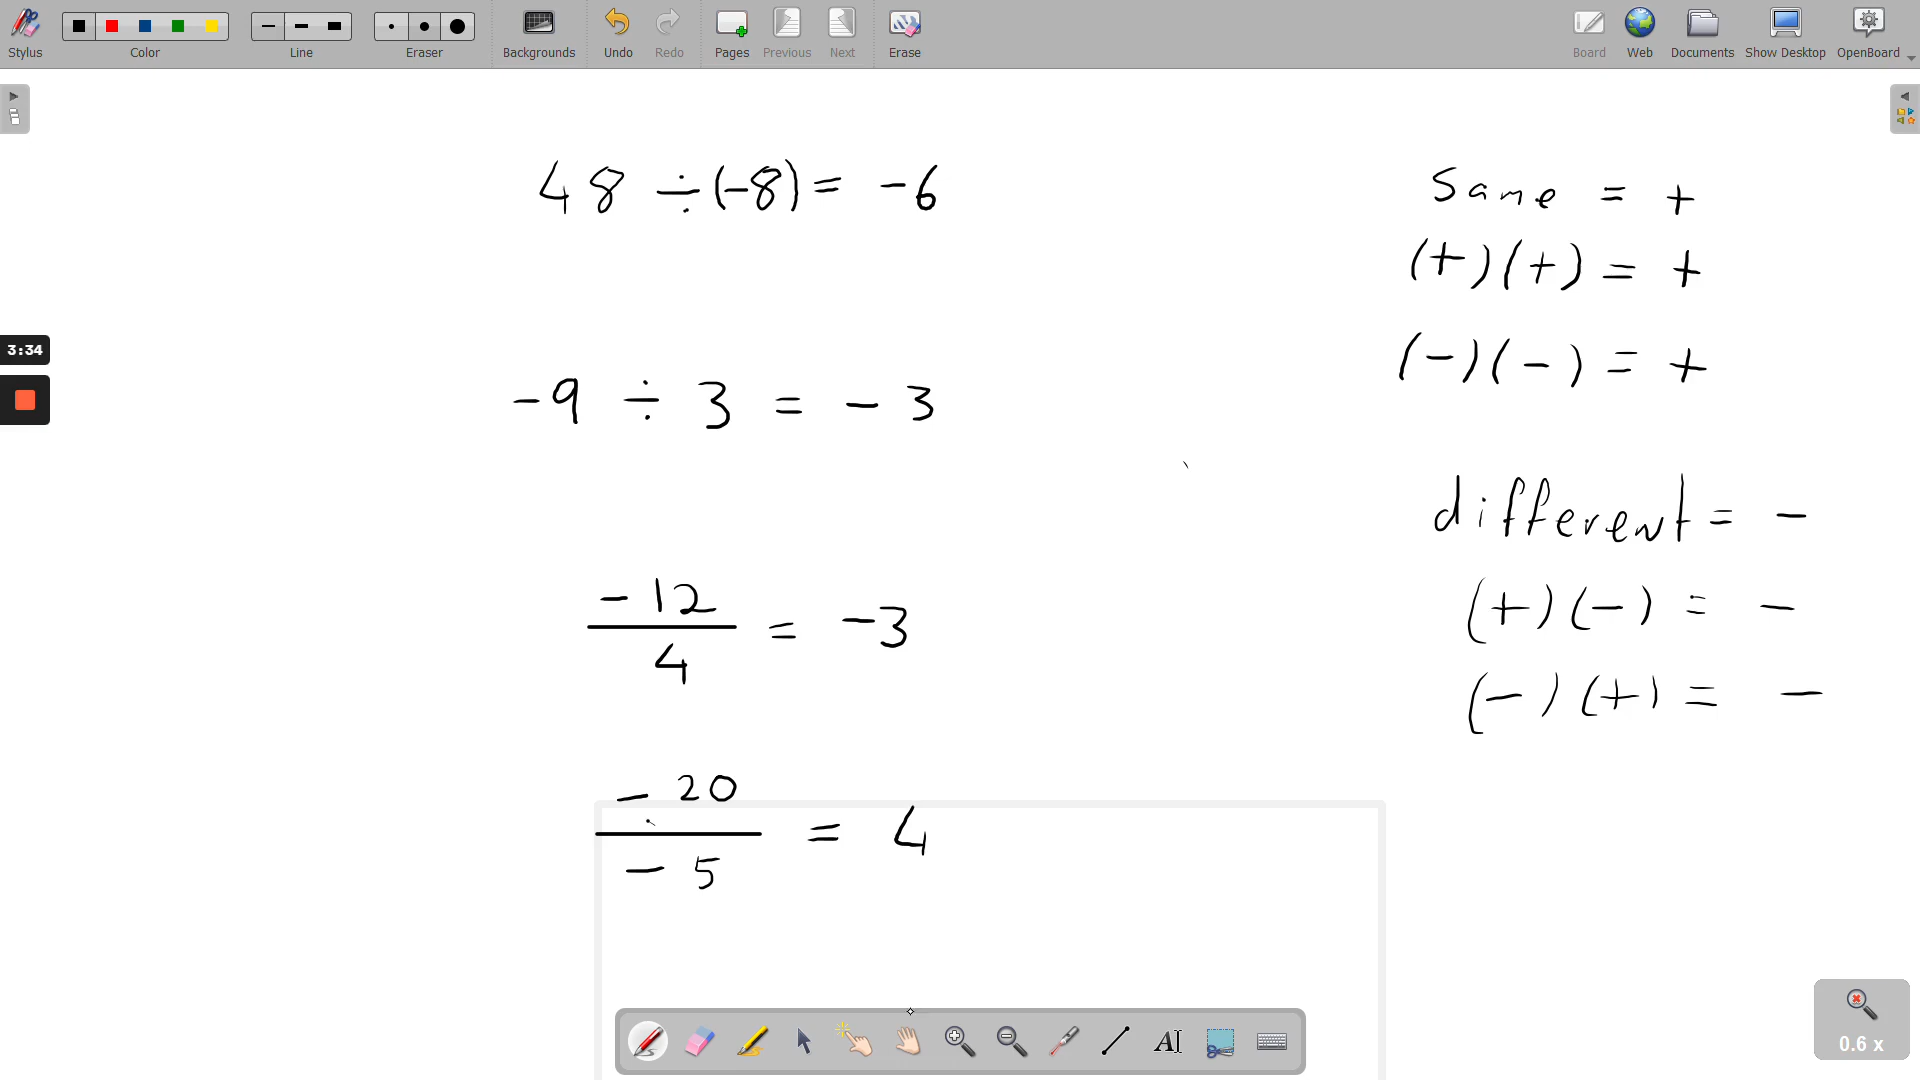 Stylus Color Line Eraser Backgrounds Undo Redo Pages Previous Next Erase Board Web Documents Show Desktop OpenBoard
48 ÷ (-8) = -6
same = +
(+)(+) = +
(-)(-) = +
3:34
-9 ÷ 3 = -3
different = -
-12
4
= -3
(+)(-) = -
(-)(+) = -
-20
-5
= 4
AI
0.6 x